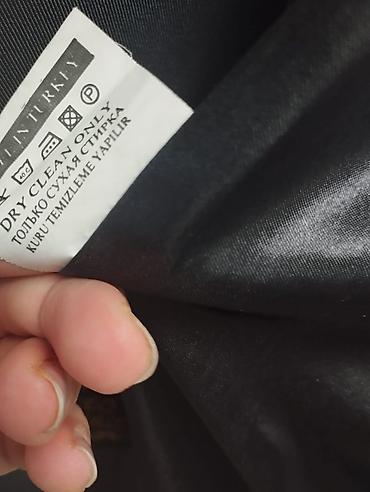 IN TURKEY
P
DRY CLEAN ONLY
ТОЛЬКО СУХАЯ СТИРКА
KURU TEMIZLEME YAPILIR